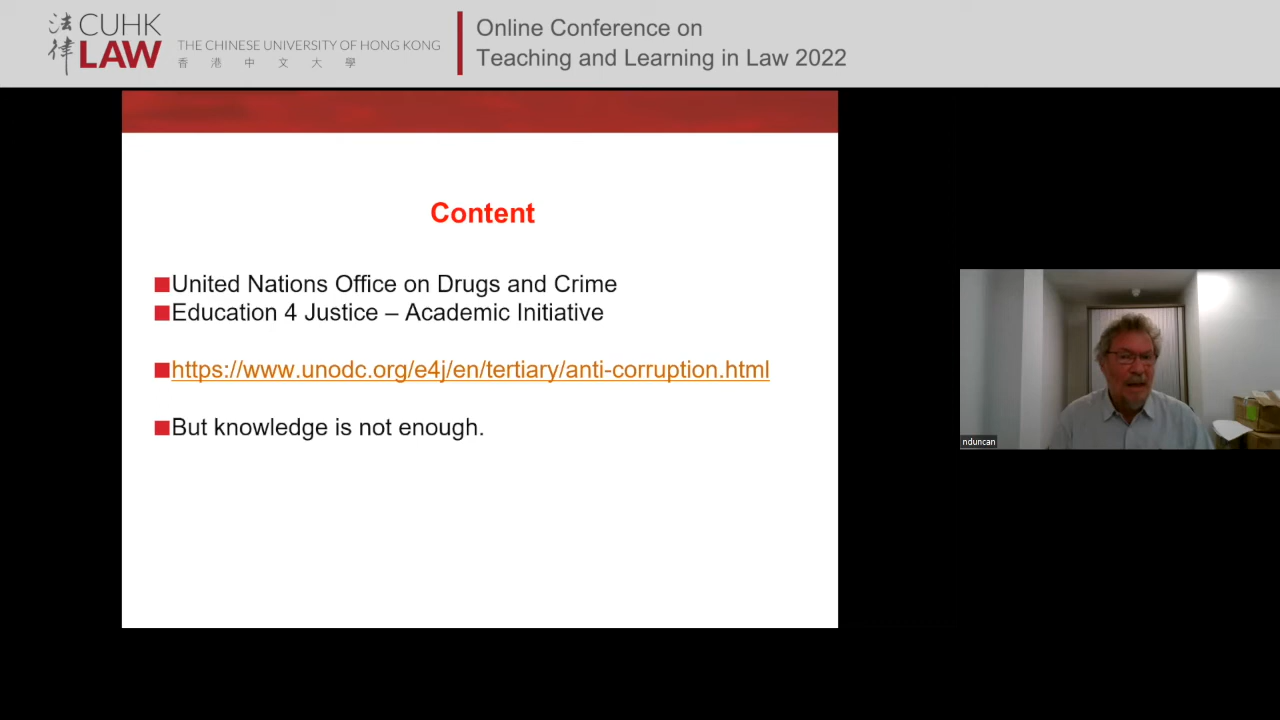 法律
CUHK
LAW
THE CHINESE UNIVERSITY OF HONG KONG
香港中文大學
Online Conference on
Teaching and Learning in Law 2022
Content
United Nations Office on Drugs and Crime
Education 4 Justice – Academic Initiative
https://www.unodc.org/e4j/en/tertiary/anti-corruption.html
But knowledge is not enough.
nduncan